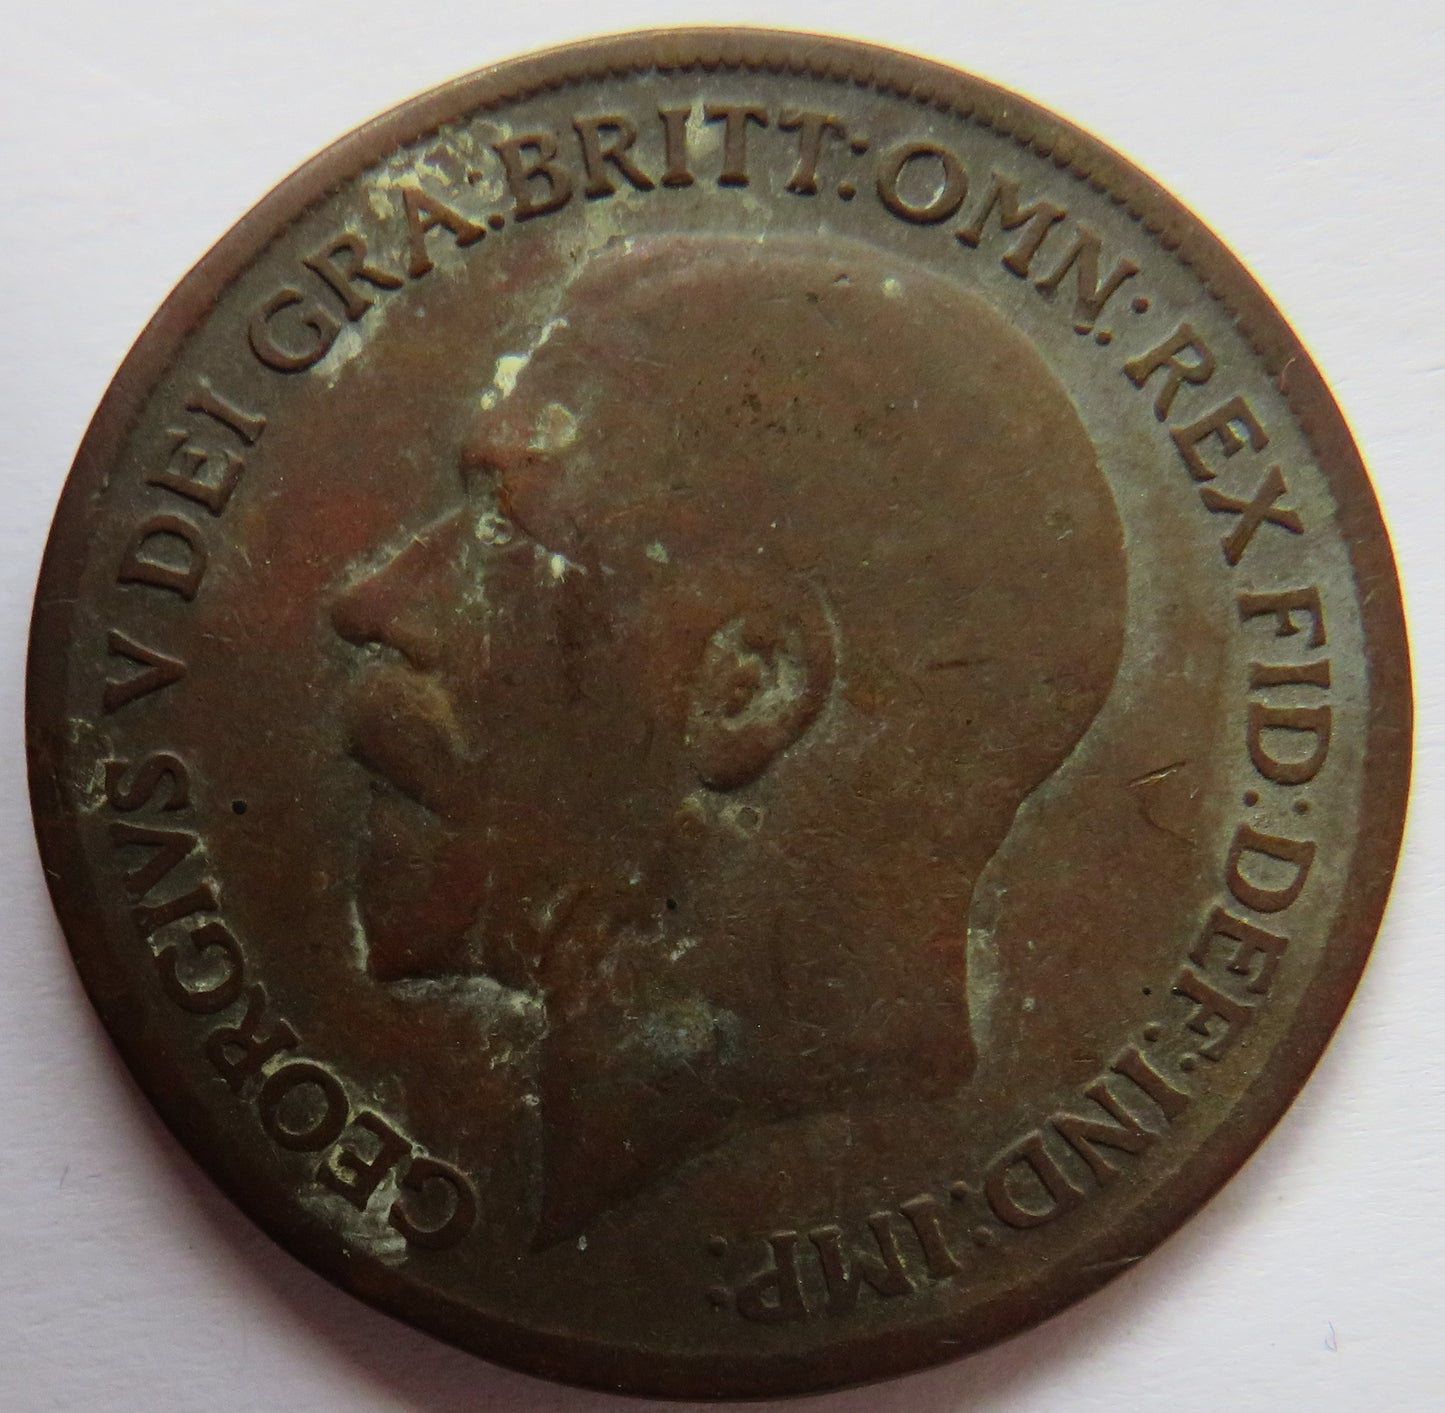 GEORGIVS V DEI GRA:BRITT:OMN:REX FID:DEF:IND:IMP: